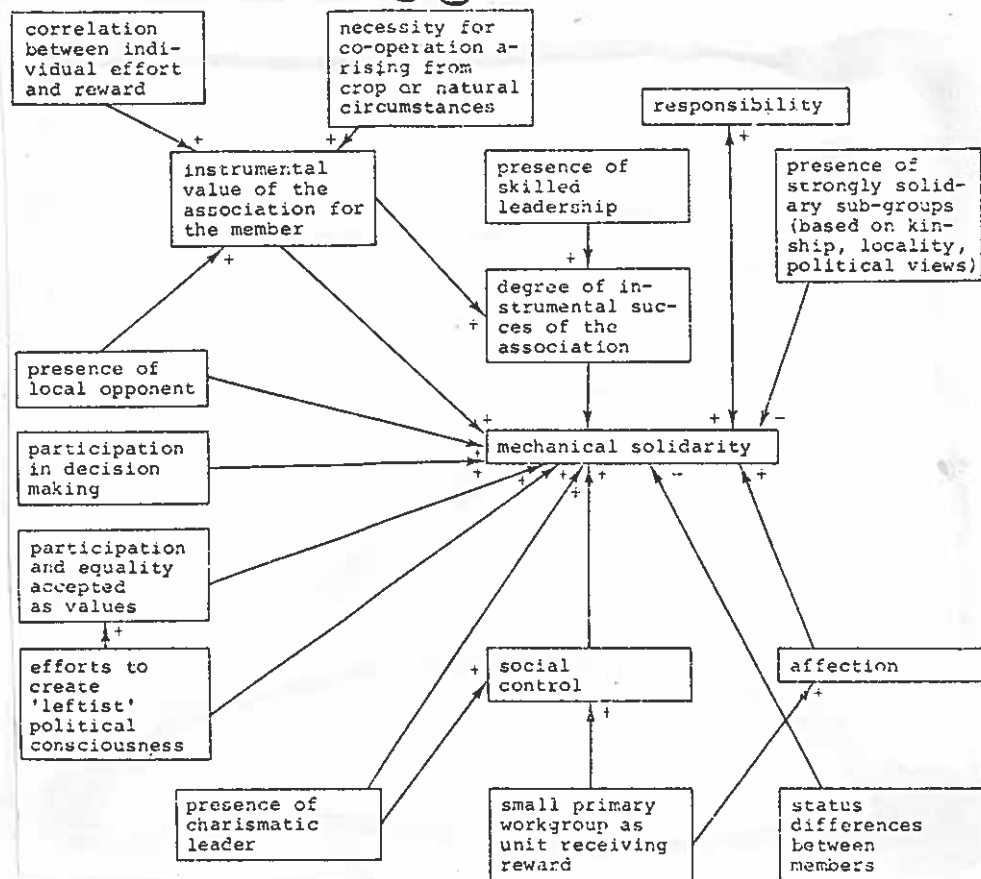 correlation
between indi-
vidual effort
and reward
necessity for
co-operation a-
rising from
crop or natural
circumstances
responsibility
+
+
+
instrumental
value of the
association for
the member
+
presence of
skilled
leadership
+
presence of
strongly solid-
ary sub-groups
(based on kin-
ship, locality,
political views)
degree of in-
strumental suc-
ces of the
association
+
presence of
local opponent
+
+
-
mechanical solidarity
+
+
+
+
+
+
-
+
participation
in decision
making
participation
and equality
accepted
as values
+
efforts to
create
'leftist'
political
consciousness
+
social
control
+
affection
+
presence of
charismatic
leader
small primary
workgroup as
unit receiving
reward
status
differences
between
members